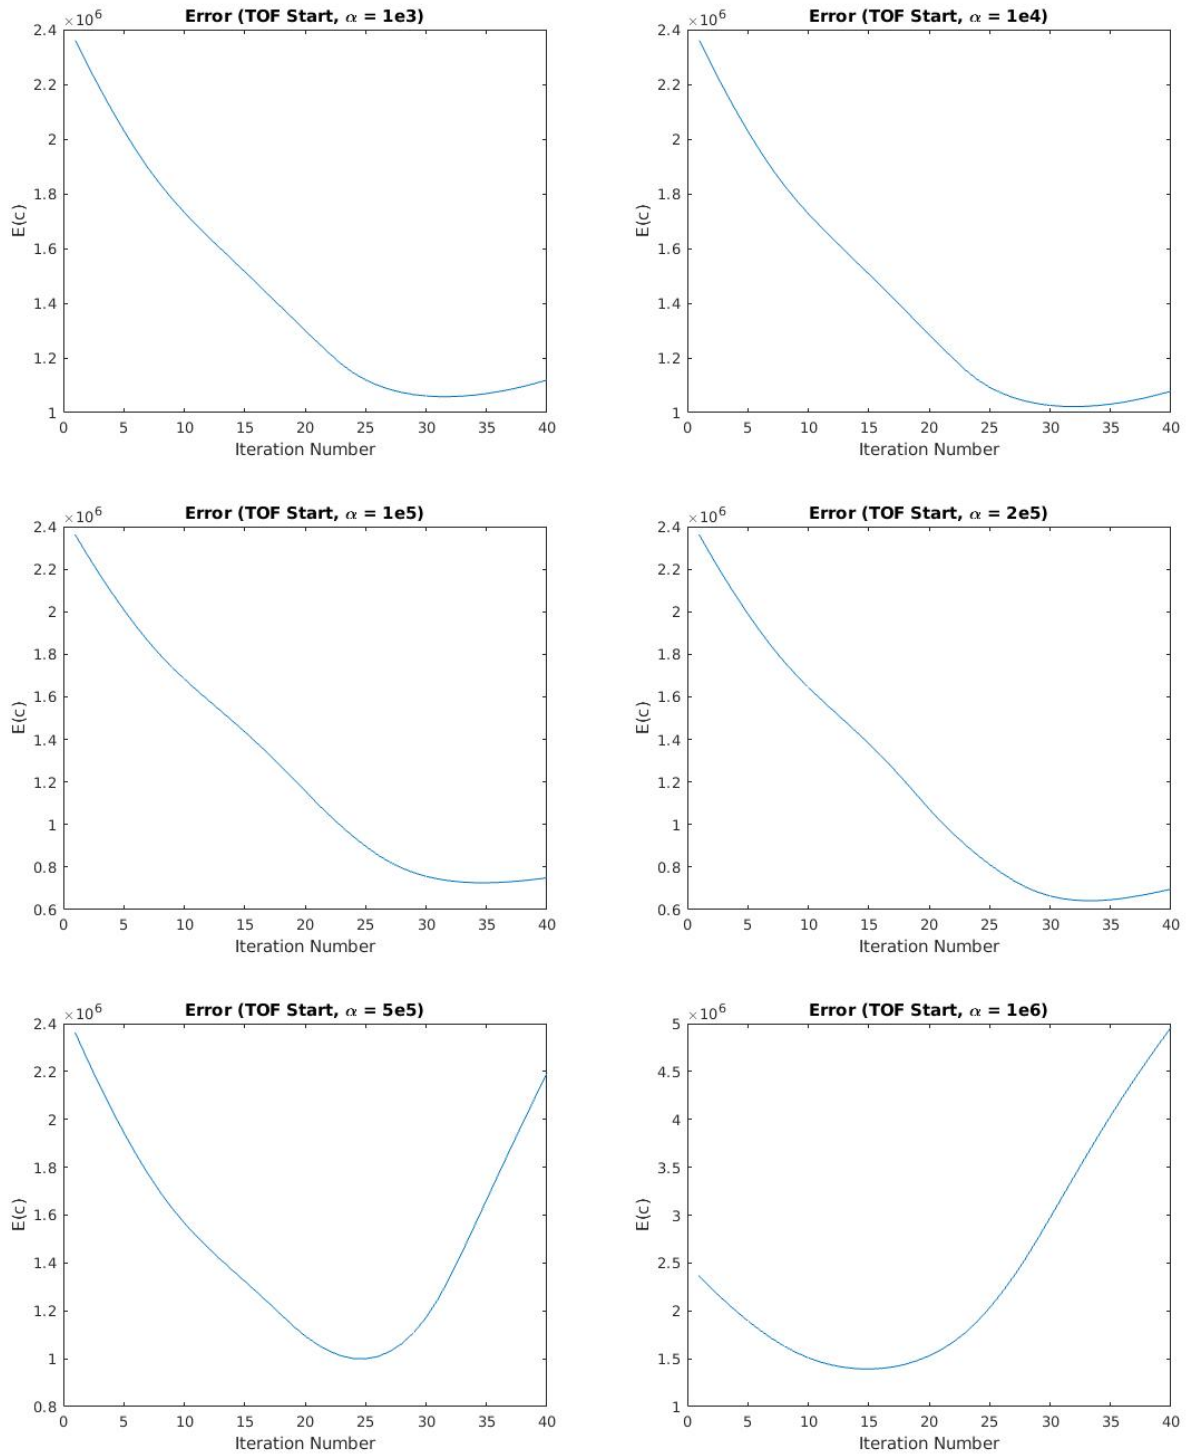 Error (TOF Start, α = 1e3)
×10^6
2.4
2.2
2
1.8
1.6
1.4
1.2
1
E(c)
0 5 10 15 20 25 30 35 40
Iteration Number
Error (TOF Start, α = 1e4)
×10^6
2.4
2.2
2
1.8
1.6
1.4
1.2
1
E(c)
0 5 10 15 20 25 30 35 40
Iteration Number
Error (TOF Start, α = 1e5)
×10^6
2.4
2.2
2
1.8
1.6
1.4
1.2
1
0.8
0.6
E(c)
0 5 10 15 20 25 30 35 40
Iteration Number
Error (TOF Start, α = 2e5)
×10^6
2.4
2.2
2
1.8
1.6
1.4
1.2
1
0.8
0.6
E(c)
0 5 10 15 20 25 30 35 40
Iteration Number
Error (TOF Start, α = 5e5)
×10^6
2.4
2.2
2
1.8
1.6
1.4
1.2
1
0.8
E(c)
0 5 10 15 20 25 30 35 40
Iteration Number
Error (TOF Start, α = 1e6)
×10^6
5
4.5
4
3.5
3
2.5
2
1.5
1
E(c)
0 5 10 15 20 25 30 35 40
Iteration Number